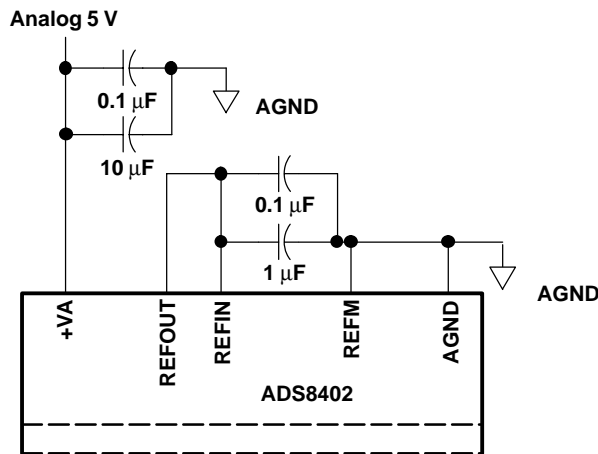 Analog 5 V
0.1 µF
AGND
10 µF
0.1 µF
1 µF
AGND
+VA
REFOUT
REFIN
REFM
AGND
ADS8402